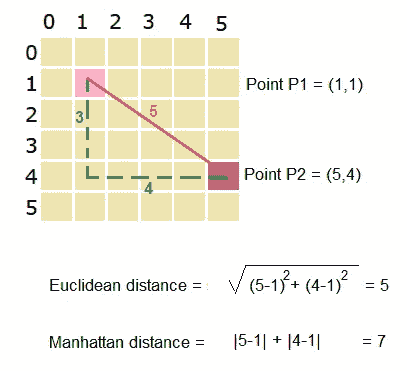 0 1 2 3 4 5
0
1 Point P1 = (1,1)
2 3 5
3
4 Point P2 = (5,4)
4
5
Euclidean distance = √(5-1)²+ (4-1)² = 5
Manhattan distance = |5-1| + |4-1| = 7